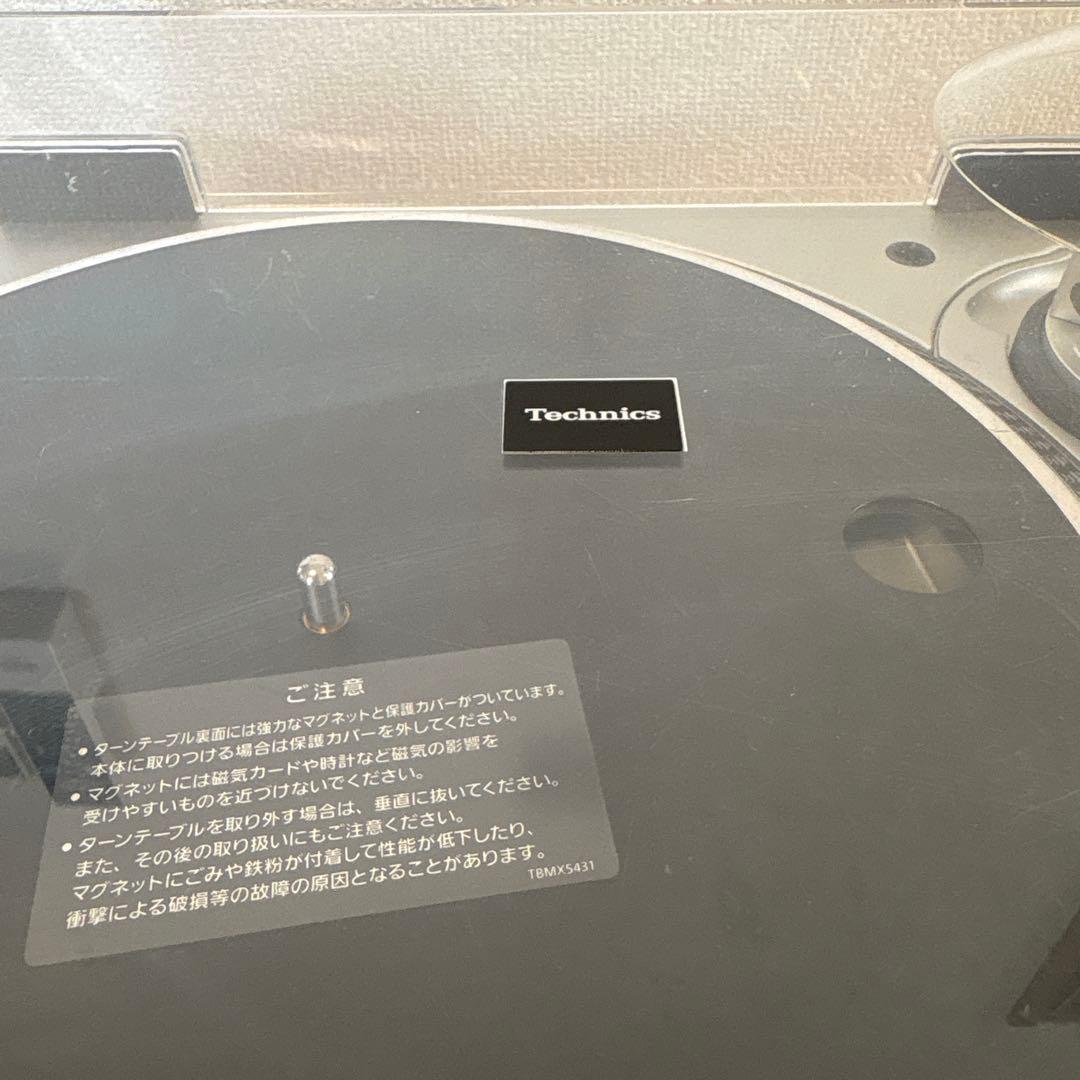 Technics
ご注意
● ターンテーブル裏面には強力なマグネットと保護カバーがついています。
本体に取りつける場合は保護カバーを外してください。
● マグネットには磁気カードや時計など磁気の影響を
受けやすいものを近づけないでください。
● ターンテーブルを取り外す場合は、垂直に抜いてください。
また、その後の取り扱いにもご注意ください。
マグネットにごみや鉄粉が付着して性能が低下したり、
衝撃による破損等の故障の原因となることがあります。
TBMX5431